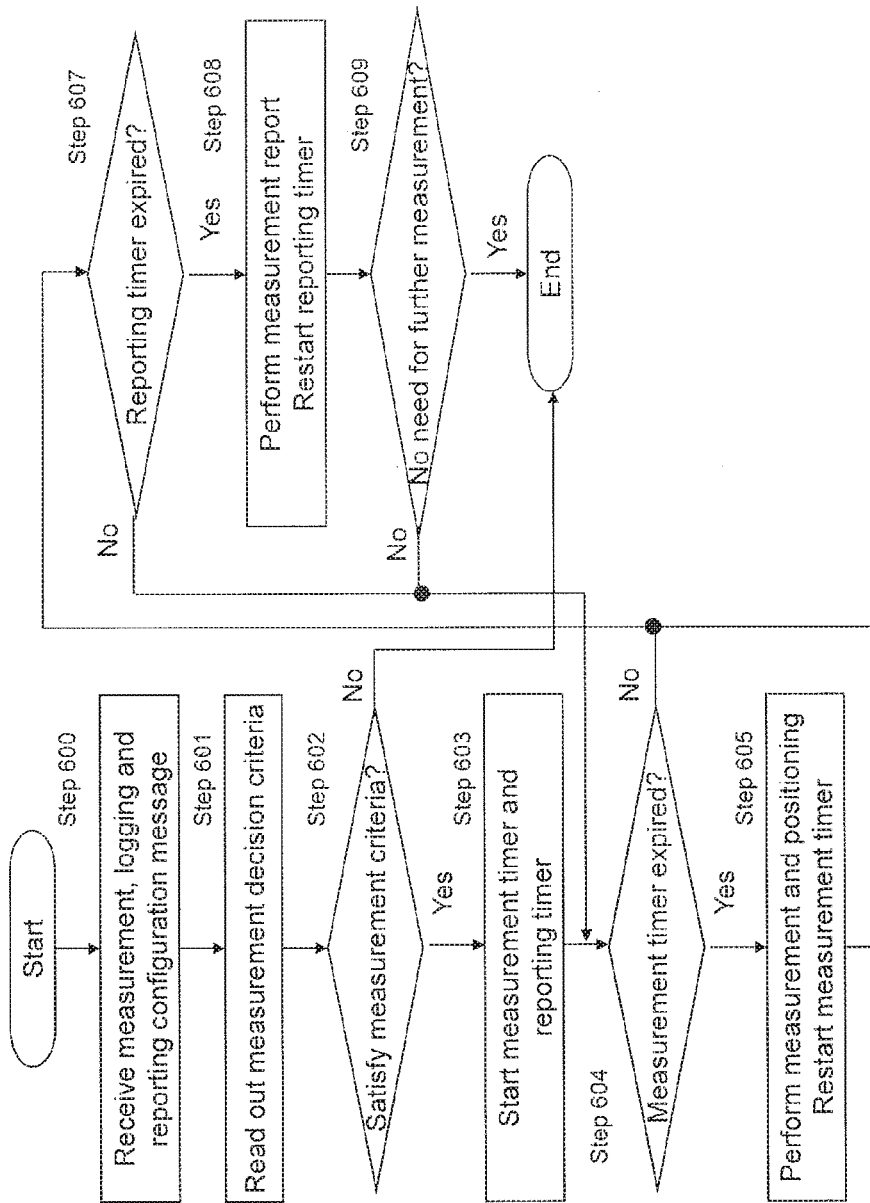 Start
Step 600
Receive measurement, logging and
reporting configuration message
Step 601
Read out measurement decision criteria
Step 602
Satisfy measurement criteria?
No
Yes
Step 603
Start measurement timer and
reporting timer
Step 604
Measurement timer expired?
No
Yes
Step 605
Perform measurement and positioning
Restart measurement timer
Step 607
Reporting timer expired?
No
Yes
Step 608
Perform measurement report
Restart reporting timer
Step 609
No need for further measurement?
No
Yes
End